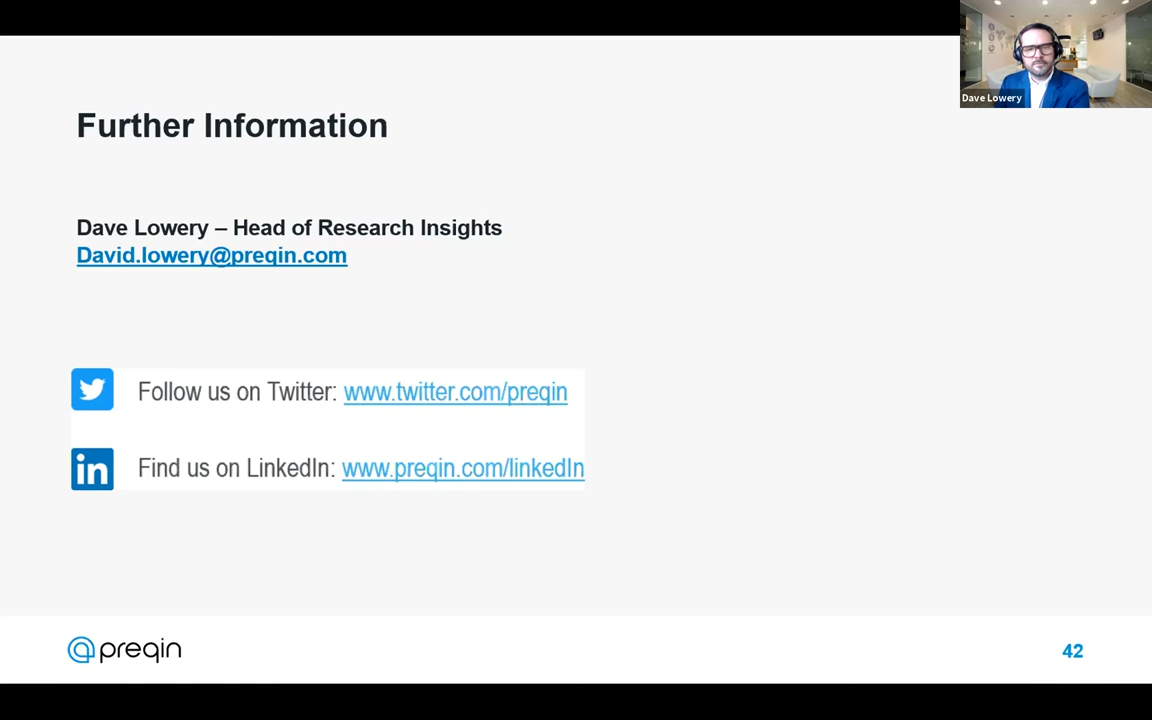 Dave Lowery
Further Information
Dave Lowery – Head of Research Insights
David.lowery@preqin.com
Follow us on Twitter: www.twitter.com/preqin
in
Find us on LinkedIn: www.preqin.com/linkedIn
preqin
42